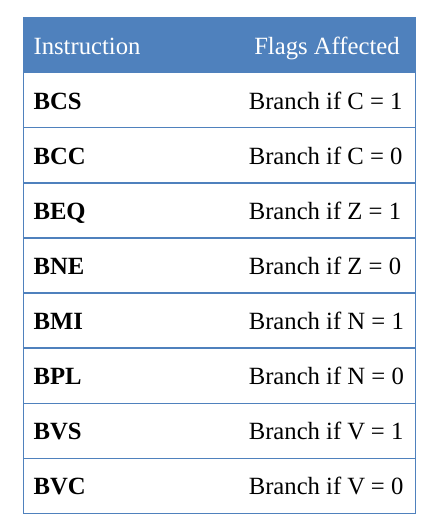 Instruction Flags Affected
BCS Branch if C = 1
BCC Branch if C = 0
BEQ Branch if Z = 1
BNE Branch if Z = 0
BMI Branch if N = 1
BPL Branch if N = 0
BVS Branch if V = 1
BVC Branch if V = 0